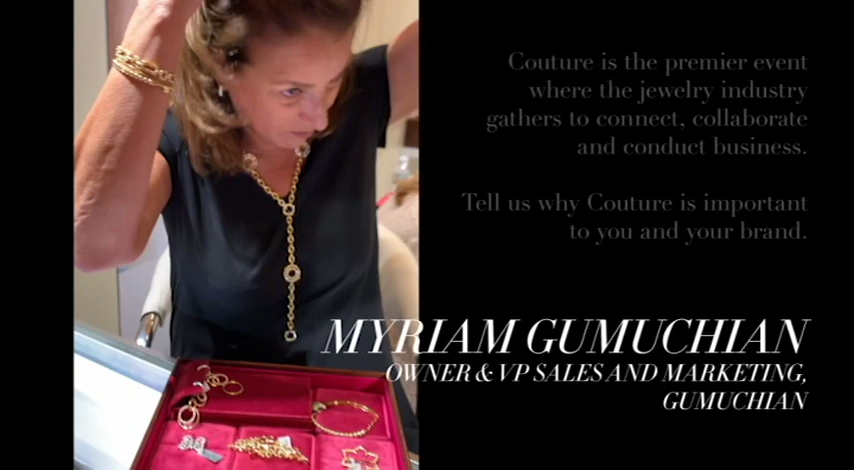 Couture is the premier event
where the jewelry industry
gathers to connect, collaborate
and conduct business.
Tell us why Couture is important
to you and your brand.
MYRIAM GUMUCHIAN
OWNER & VP SALES AND MARKETING,
GUMUCHIAN